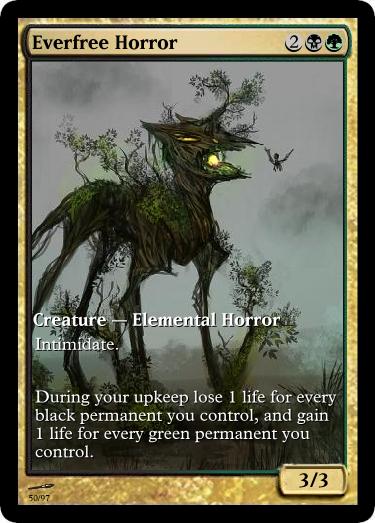 Everfree Horror 2
Creature — Elemental Horror
Intimidate.
During your upkeep lose 1 life for every
black permanent you control, and gain
1 life for every green permanent you
control.
3/3
50/97